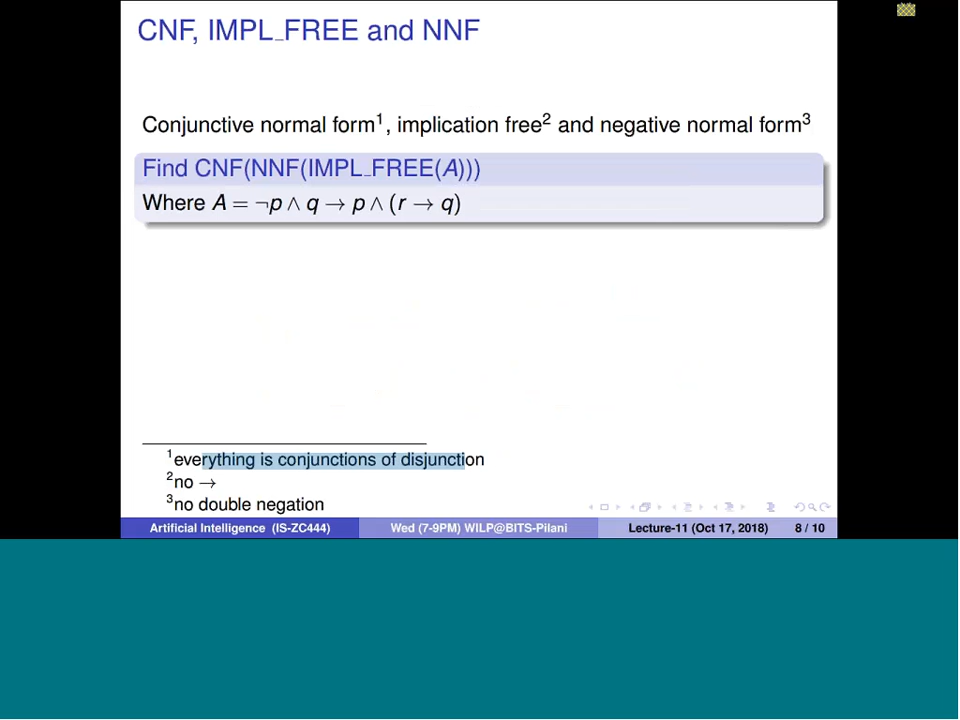 CNF, IMPL_FREE and NNF
Conjunctive normal form¹, implication free² and negative normal form³
Find CNF(NNF(IMPL_FREE(A)))
Where A = ¬p ∧ q → p ∧ (r → q)
¹everything is conjunctions of disjunction
²no →
³no double negation
Artificial Intelligence (IS-ZC444) Wed (7-9PM) WILP@BITS-Pilani Lecture-11 (Oct 17, 2018) 8 / 10